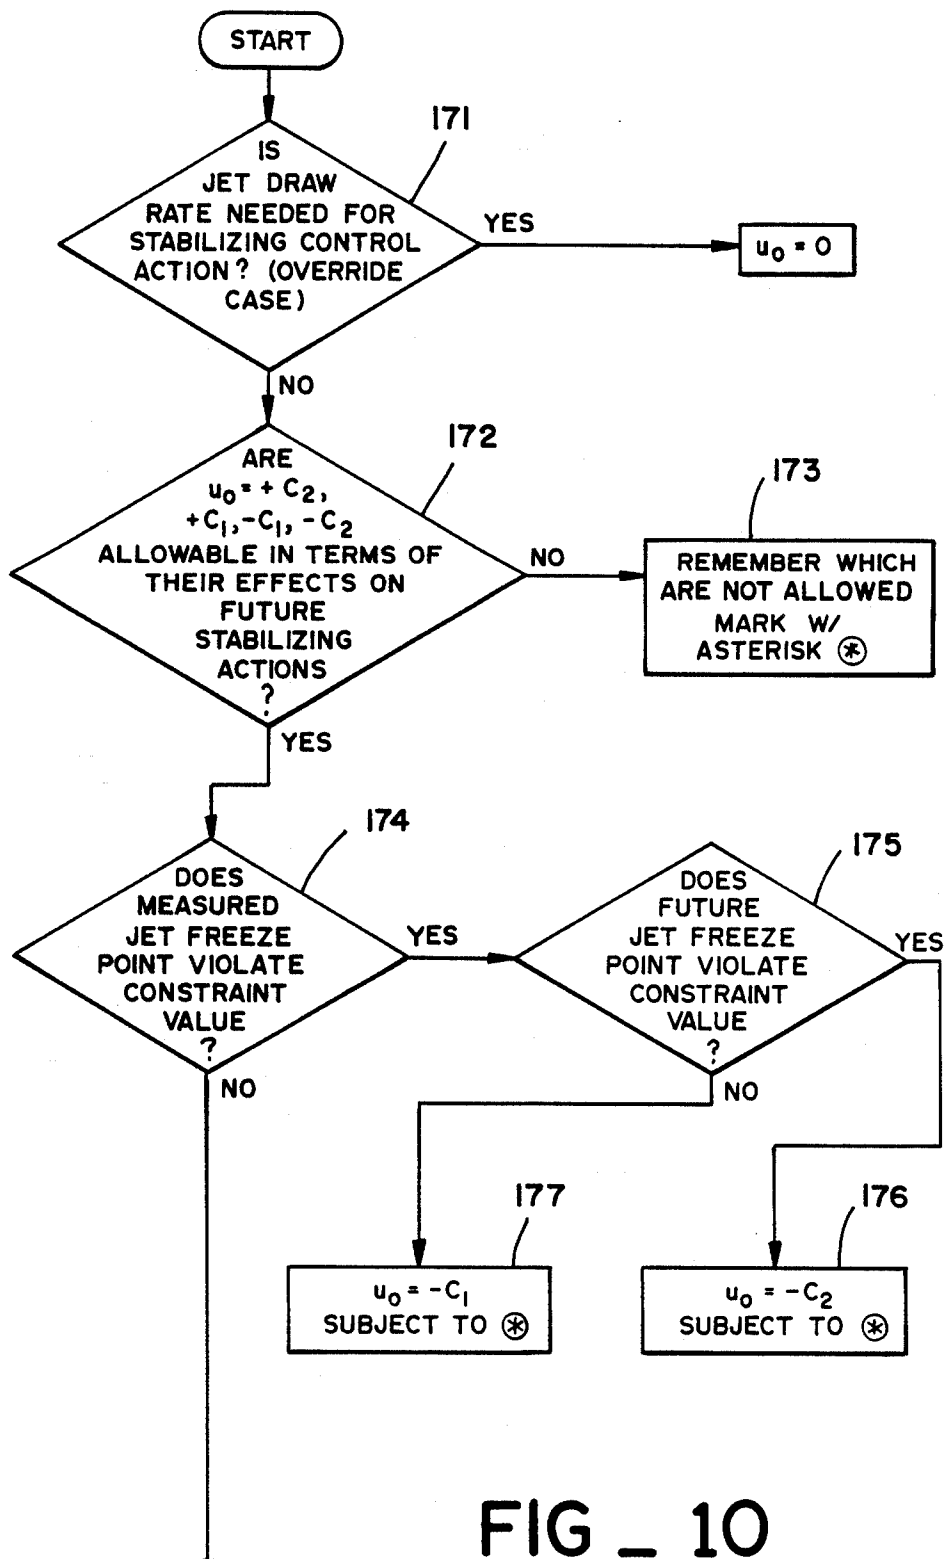 START
171
IS
JET DRAW
RATE NEEDED FOR
STABILIZING CONTROL
ACTION? (OVERRIDE
CASE)
YES
u₀ = 0
NO
172
ARE
u₀ = + C₂,
+C₁, -C₁, -C₂
ALLOWABLE IN TERMS OF
THEIR EFFECTS ON
FUTURE
STABILIZING
ACTIONS
?
NO
173
REMEMBER WHICH
ARE NOT ALLOWED
MARK W/
ASTERISK ⊛
YES
174
DOES
MEASURED
JET FREEZE
POINT VIOLATE
CONSTRAINT
VALUE
?
YES
175
DOES
FUTURE
JET FREEZE
POINT VIOLATE
CONSTRAINT
VALUE
?
YES
NO
NO
177
u₀ = -C₁
SUBJECT TO ⊛
176
u₀ = -C₂
SUBJECT TO ⊛
FIG _ 10